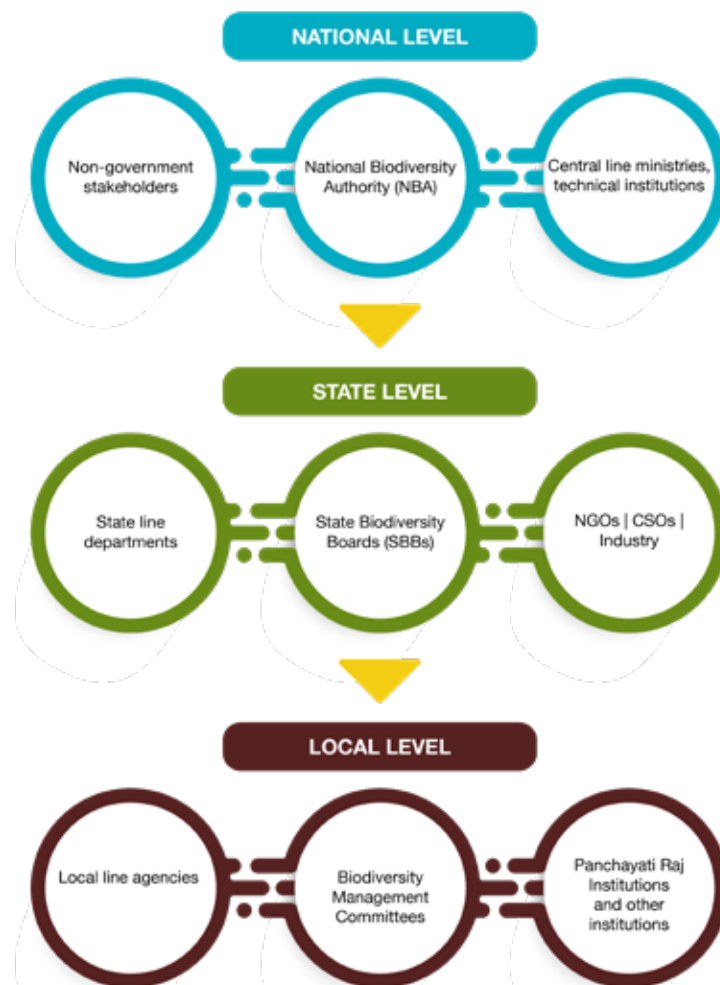 NATIONAL LEVEL
Non-government
stakeholders
National Biodiversity
Authority (NBA)
Central line ministries,
technical institutions
STATE LEVEL
State line
departments
State Biodiversity
Boards (SBBs)
NGOs | CSOs |
Industry
LOCAL LEVEL
Local line agencies
Biodiversity
Management
Committees
Panchayati Raj
Institutions
and other
institutions